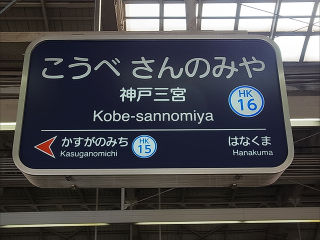 こうべ さんのみや
神戸三宮
Kobe-sannomiya
HK
16
かすがのみち
Kasuganomichi
HK
15
はなくま
Hanakuma